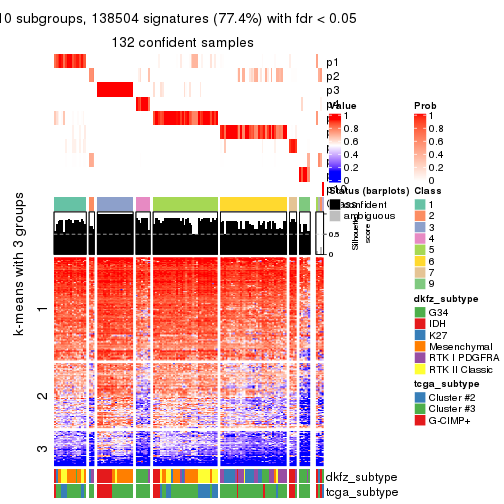 10 subgroups, 138504 signatures (77.4%) with fdr < 0.05
132 confident samples
p1
p2
p3
Value
1
0.8
0.6
0.4
0.2
0
Prob
1
0.8
0.6
0.4
0.2
0
Status (barplots)
confident
ambiguous
Class
1
2
3
4
5
6
7
9
0.5
0
Silhouette
score
k-means with 3 groups
1
2
3
dkfz_subtype
G34
IDH
K27
Mesenchymal
RTK I PDGFRA
RTK II Classic
tcga_subtype
Cluster #2
Cluster #3
G-CIMP+
dkfz_subtype
tcga_subtype